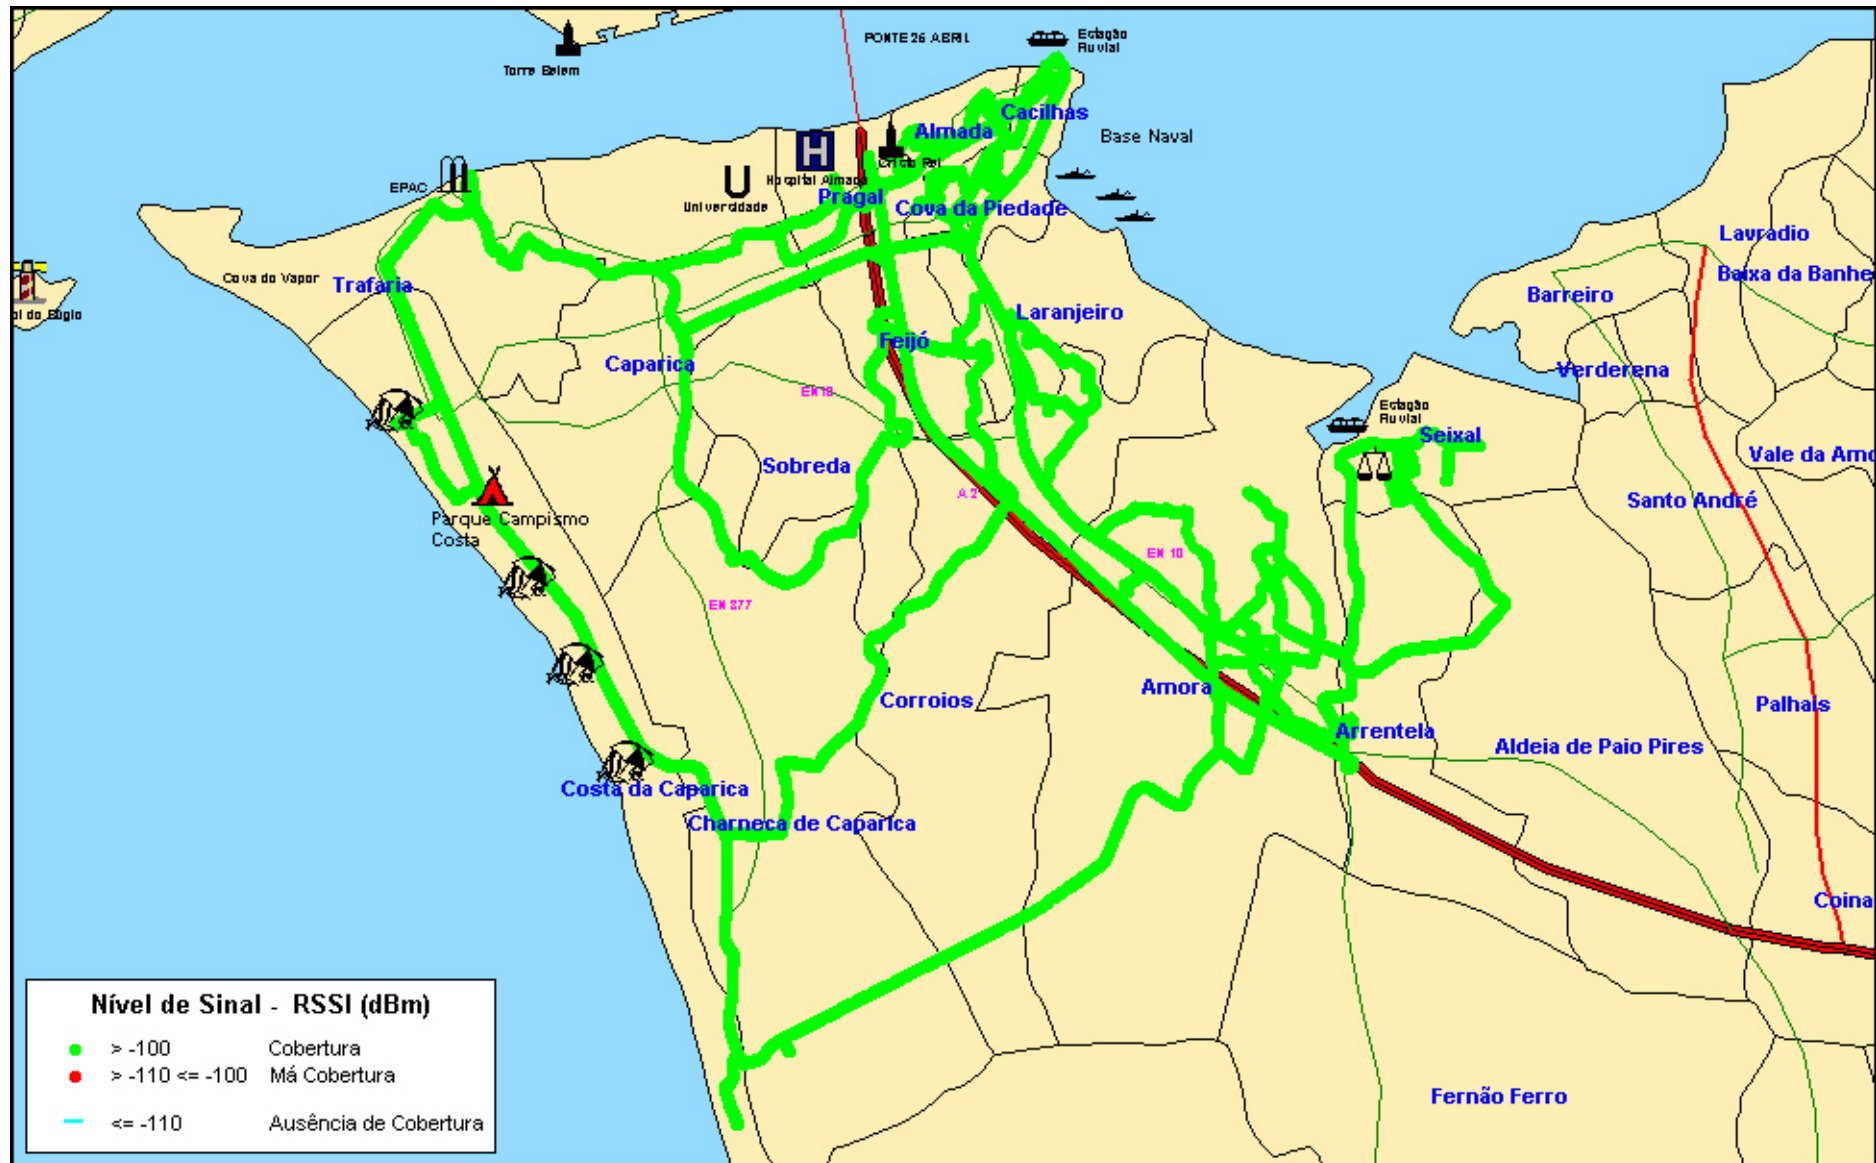 PONTE 25 ABRIL
Estação
Fluvial
Torre Belem
Cacilhas
Almada
Base Naval
Cristo Rei
EPAC
Hospital Almada
Universidade
Pragal
Cova da Piedade
Lavradio
Cova do Vapor
Trafaria
Baixa da Banhe
Barreiro
ol do Bugio
Laranjeiro
Feijó
Caparica
Verderena
Estação
Fluvial
Seixal
Sobreda
Vale da Amo
A 2
Santo André
Parque Campismo
Costa
EN 10
EN 377
Amora
Corroios
Palhais
Arrentela
Aldeia de Paio Pires
Costa da Caparica
Charneca de Caparica
Coina
Nível de Sinal - RSSI (dBm)
> -100 Cobertura
> -110 <= -100 Má Cobertura
<= -110 Ausência de Cobertura
Fernão Ferro